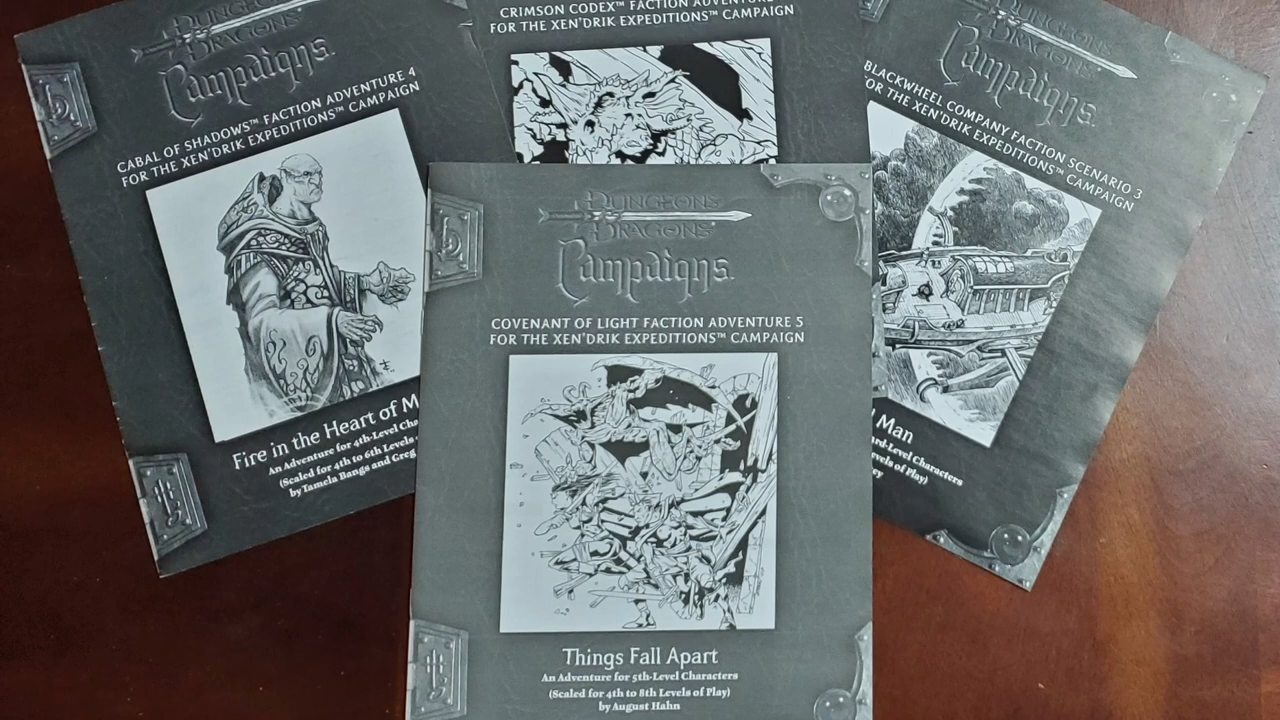 DUNGEONS
DRAGONS
Campaigns.
CABAL OF SHADOWS™ FACTION ADVENTURE 4
FOR THE XEN'DRIK EXPEDITIONS™ CAMPAIGN
Fire in the Heart of
An Adventure for 4th-Level
(Scaled for 4th to 6th Levels
by Tamela Bangs and Greg
CRIMSON CODEX™ FACTION ADVENTURE
FOR THE XEN'DRIK EXPEDITIONS™ CAMPAIGN
DUNGEONS
DRAGONS
Campaigns.
COVENANT OF LIGHT FACTION ADVENTURE 5
FOR THE XEN'DRIK EXPEDITIONS™ CAMPAIGN
Things Fall Apart
An Adventure for 5th-Level Characters
(Scaled for 4th to 8th Levels of Play)
by August Hahn
DUNGEONS
DRAGONS
Campaigns.
BLACKWHEEL COMPANY FACTION SCENARIO 3
FOR THE XEN'DRIK EXPEDITIONS™ CAMPAIGN
Man
Characters
of Play)